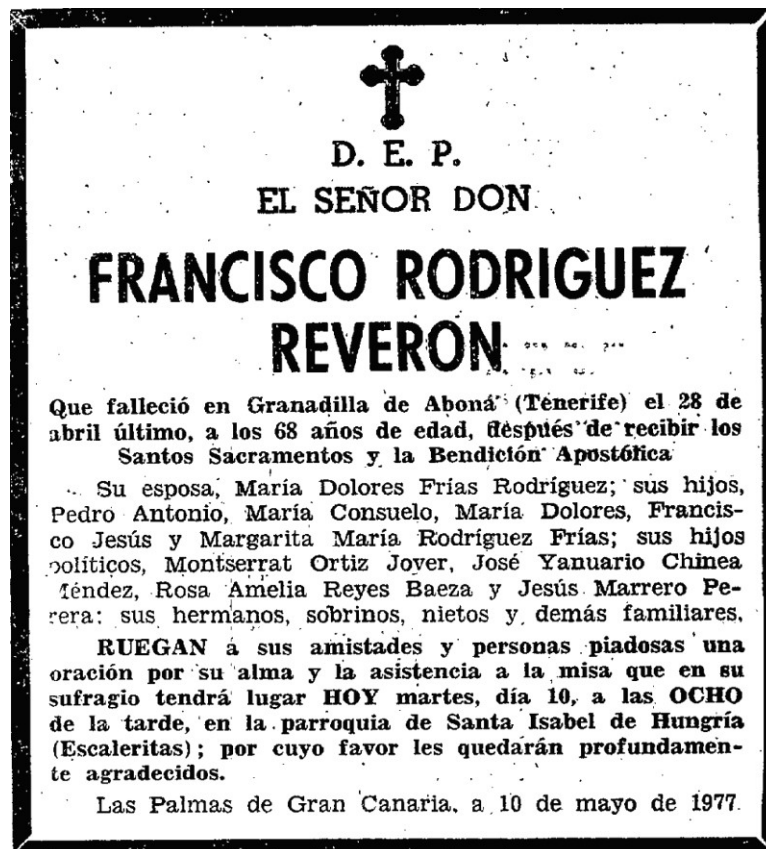 D. E. P.
EL SEÑOR DON
FRANCISCO RODRIGUEZ
REVERON
Que falleció en Granadilla de Abona (Tenerife) el 28 de
abril último, a los 68 años de edad, después de recibir los
Santos Sacramentos y la Bendición Apostólica
Su esposa, María Dolores Frías Rodríguez; sus hijos,
Pedro Antonio, María Consuelo, María Dolores, Francis-
co Jesús y Margarita María Rodríguez Frías; sus hijos
políticos, Montserrat Ortiz Jover, José Yanuario Chinea
Méndez, Rosa Amelia Reyes Baeza y Jesús Marrero Pe-
rera: sus hermanos, sobrinos, nietos y demás familiares,
RUEGAN a sus amistades y personas piadosas una
oración por su alma y la asistencia a la misa que en su
sufragio tendrá lugar HOY martes, día 10, a las OCHO
de la tarde, en la parroquia de Santa Isabel de Hungría
(Escaleritas); por cuyo favor les quedarán profundamen-
te agradecidos.
Las Palmas de Gran Canaria, a 10 de mayo de 1977